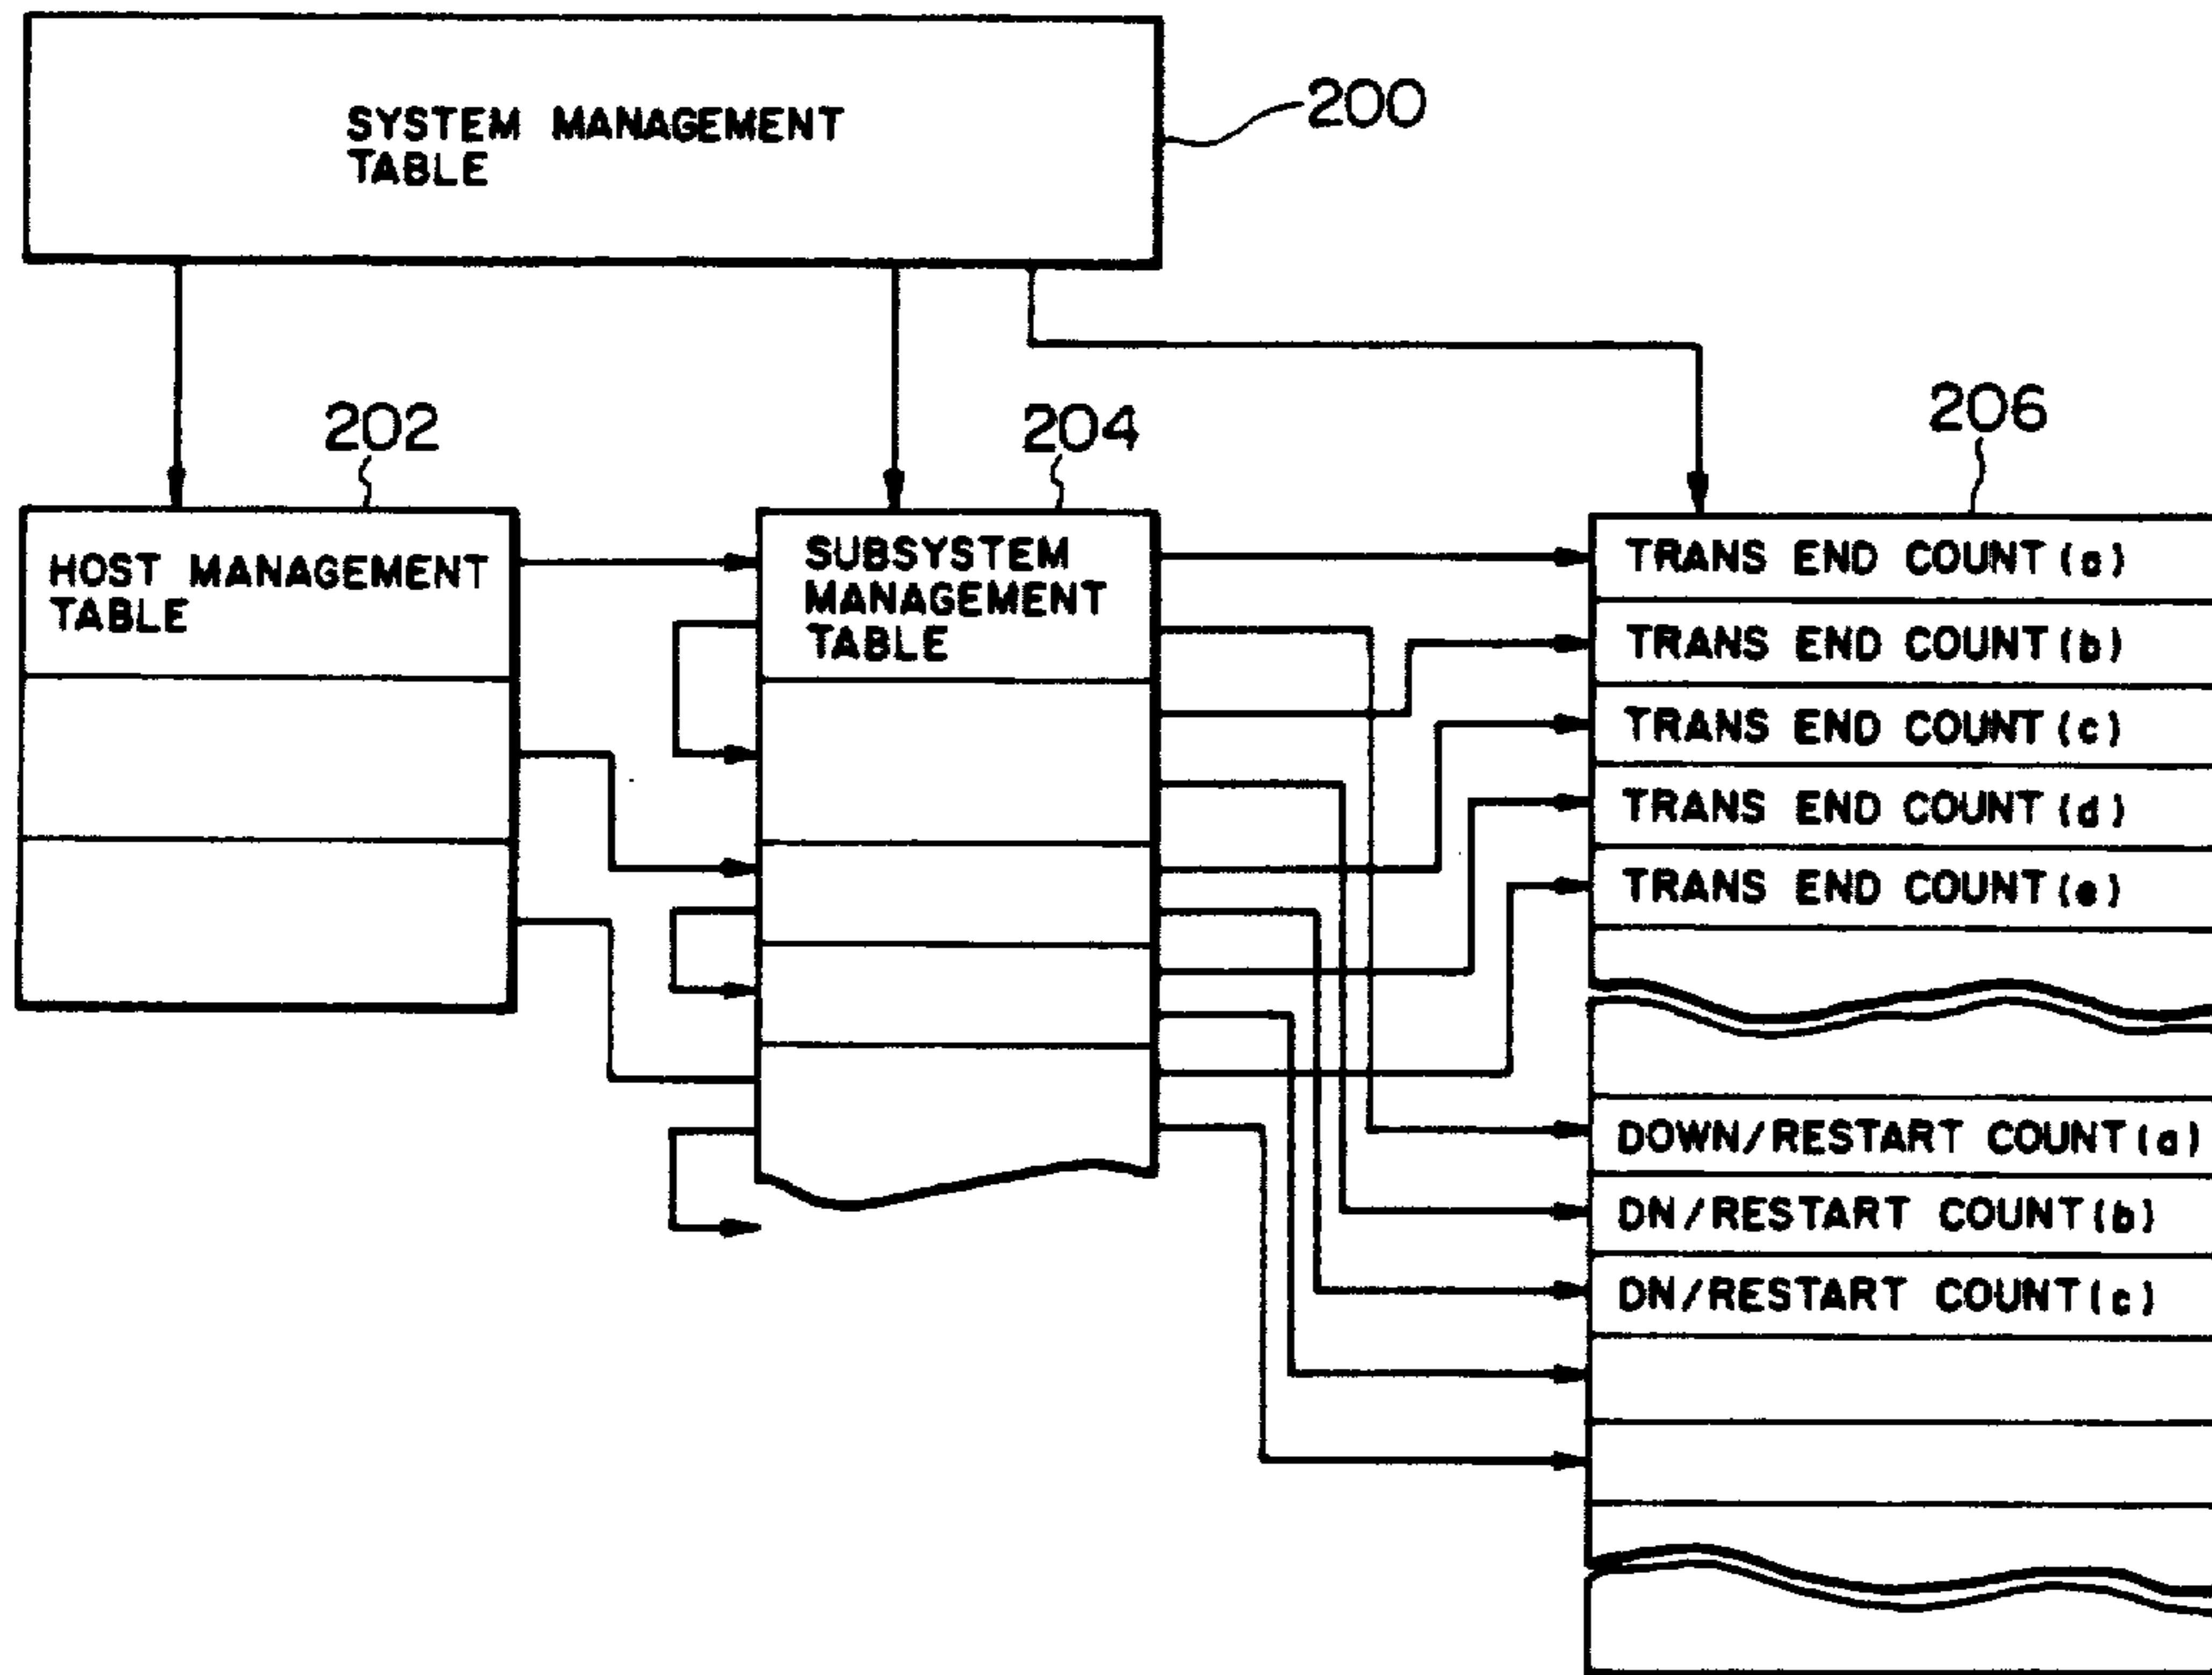 SYSTEM MANAGEMENT
TABLE
200
202
204
206
HOST MANAGEMENT
TABLE
SUBSYSTEM
MANAGEMENT
TABLE
TRANS END COUNT (a)
TRANS END COUNT (b)
TRANS END COUNT (c)
TRANS END COUNT (d)
TRANS END COUNT (e)
DOWN/RESTART COUNT (a)
DN/RESTART COUNT (b)
DN/RESTART COUNT (c)